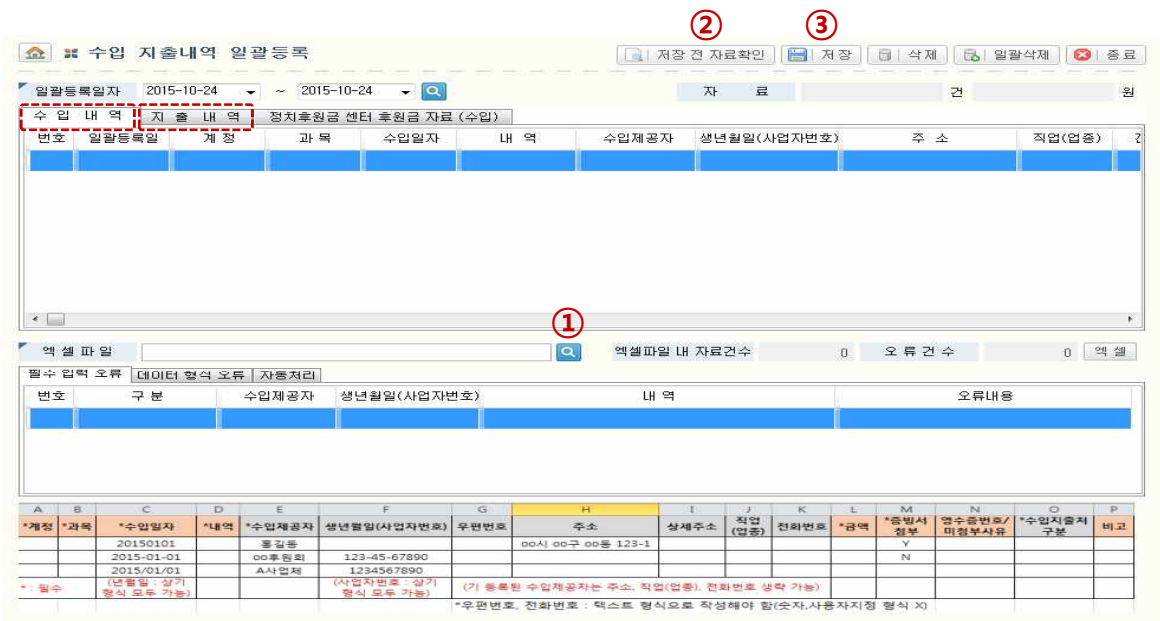 ② ③
수입 지출내역 일괄등록 저장 전 자료확인 저장 삭제 일괄삭제 종료
일괄등록일자 2015-10-24 ~ 2015-10-24 자 료 건 원
수 입 내 역 지 출 내 역 정치후원금 센터 후원금 자료 (수입)
번호 일괄등록일 계 정 과 목 수입일자 내 역 수입제공자 생년월일(사업자번호) 주 소 직업(업종)
①
엑 셀 파 일 엑셀파일 내 자료건수 0 오 류 건 수 0 엑 셀
필수 입력 오류 데이터 형식 오류 자동처리
번호 구 분 수입제공자 생년월일(사업자번호) 내 역 오류내용
A B C D E F G H I J K L M N O P
*계정 *과목 *수입일자 *내역 *수입제공자 생년월일(사업자번호) 우편번호 주소 상세주소 직업(업종) 전화번호 *금액 *증빙서첨부 영수증번호/미첨부사유 *수입지출처구분 비고
20150101 홍길동 oo시 oo구 oo동 123-1 Y
2015-01-01 oo후원회 123-45-67890 N
2015/01/01 A사업체 1234567890
* : 필수 (년월일 : 상기 형식 모두 가능) (사업자번호 : 상기 형식 모두 가능) (기 등록된 수입제공자는 주소, 직업(업종), 전화번호 생략 가능)
*우편번호, 전화번호 : 텍스트 형식으로 작성해야 함(숫자,사용자지정 형식 X)